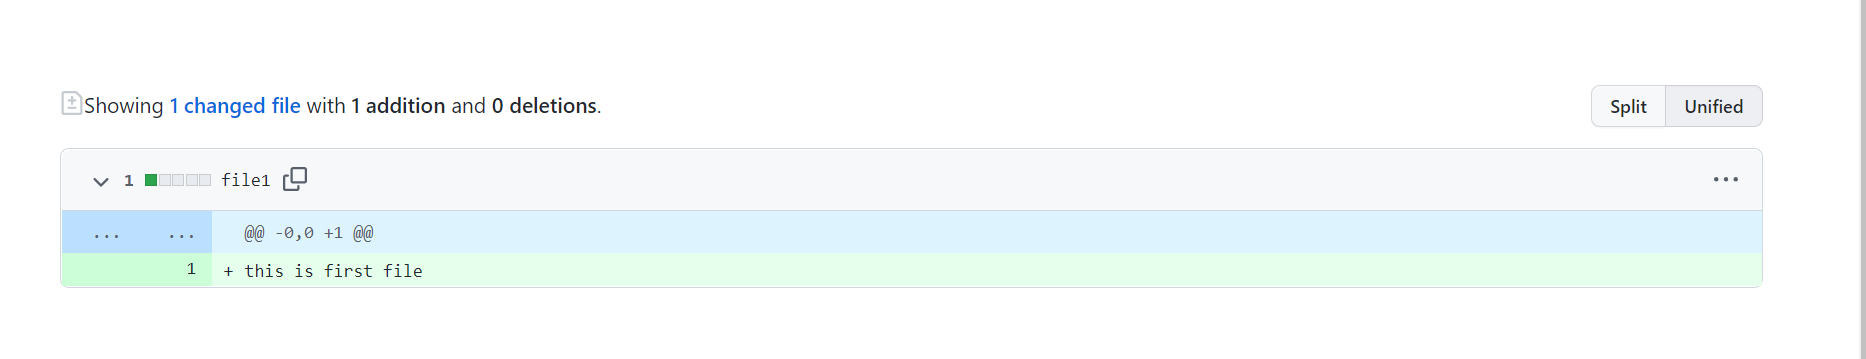 Showing 1 changed file with 1 addition and 0 deletions.
Split Unified
1 file1
... ... @@ -0,0 +1 @@
1 + this is first file